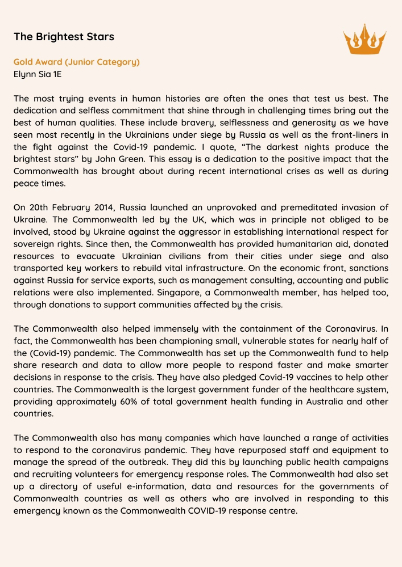 The Brightest Stars
Gold Award (Junior Category)
Elynn Sia 1E
The most trying events in human histories are often the ones that test us best. The
dedication and selfless commitment that shine through in challenging times bring out the
best of human qualities. These include bravery, selflessness and generosity as we have
seen most recently in the Ukrainians under siege by Russia as well as the front-liners in
the fight against the Covid-19 pandemic. I quote, “The darkest nights produce the
brightest stars” by John Green. This essay is a dedication to the positive impact that the
Commonwealth has brought about during recent international crises as well as during
peace times.
On 20th February 2014, Russia launched an unprovoked and premeditated invasion of
Ukraine. The Commonwealth led by the UK, which was in principle not obliged to be
involved, stood by Ukraine against the aggressor in establishing international respect for
sovereign rights. Since then, the Commonwealth has provided humanitarian aid, donated
resources to evacuate Ukrainian civilians from their cities under siege and also
transported key workers to rebuild vital infrastructure. On the economic front, sanctions
against Russia for service exports, such as management consulting, accounting and public
relations were also implemented. Singapore, a Commonwealth member, has helped too,
through donations to support communities affected by the crisis.
The Commonwealth also helped immensely with the containment of the Coronavirus. In
fact, the Commonwealth has been championing small, vulnerable states for nearly half of
the (Covid-19) pandemic. The Commonwealth has set up the Commonwealth fund to help
share research and data to allow more people to respond faster and make smarter
decisions in response to the crisis. They have also pledged Covid-19 vaccines to help other
countries. The Commonwealth is the largest government funder of the healthcare system,
providing approximately 60% of total government health funding in Australia and other
countries.
The Commonwealth also has many companies which have launched a range of activities
to respond to the coronavirus pandemic. They have repurposed staff and equipment to
manage the spread of the outbreak. They did this by launching public health campaigns
and recruiting volunteers for emergency response roles. The Commonwealth had also set
up a directory of useful e-information, data and resources for the governments of
Commonwealth countries as well as others who are involved in responding to this
emergency known as the Commonwealth COVID-19 response centre.